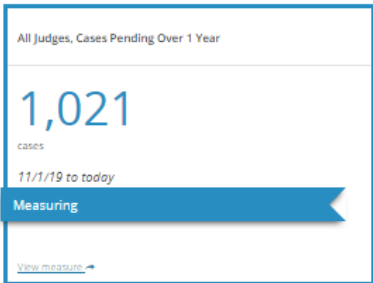 All Judges, Cases Pending Over 1 Year
1,021
cases
11/1/19 to today
Measuring
View measure